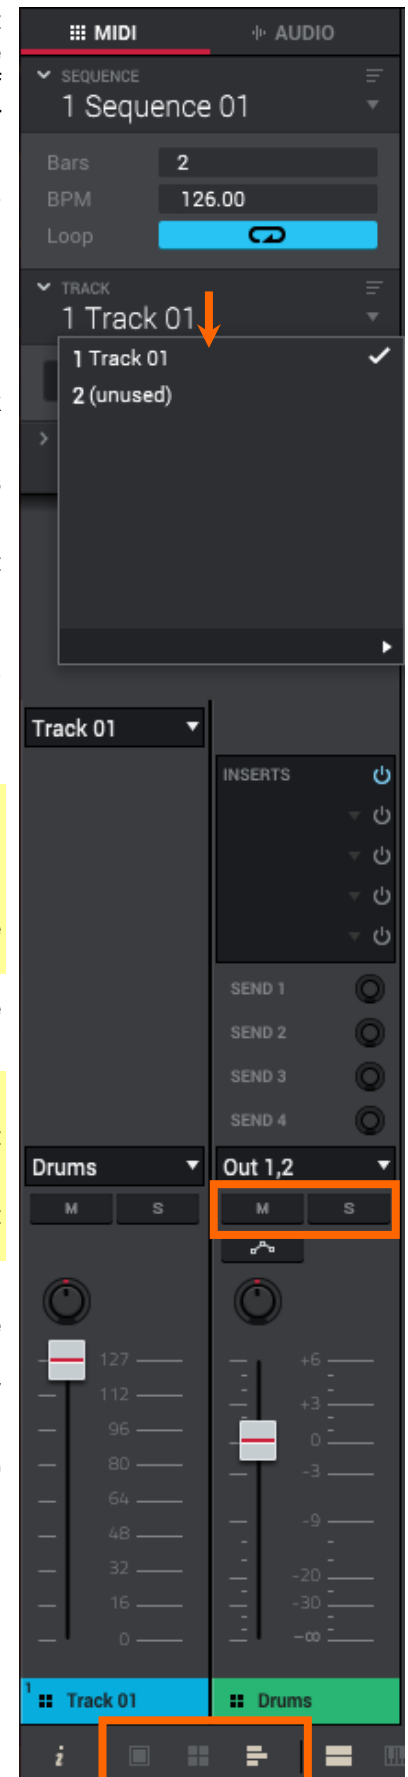 MIDI AUDIO
SEQUENCE
1 Sequence 01
Bars 2
BPM 126.00
Loop
TRACK
1 Track 01
1 Track 01
2 (unused)
Track 01
INSERTS
SEND 1
SEND 2
SEND 3
SEND 4
Drums Out 1,2
M S M S
127 +6
112 +3
96 0
80 -3
64
48 -9
32 -20
16 -30
0 -∞
1 Track 01 Drums
i